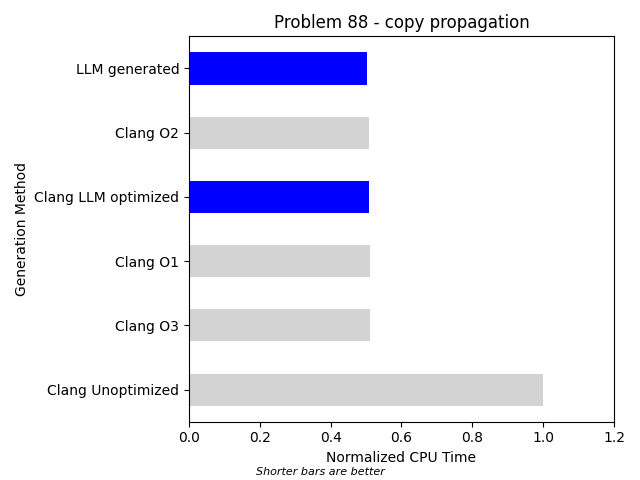 Problem 88 - copy propagation
LLM generated
Clang O2
Clang LLM optimized
Clang O1
Clang O3
Clang Unoptimized
Generation Method
0.0 0.2 0.4 0.6 0.8 1.0 1.2
Normalized CPU Time
Shorter bars are better